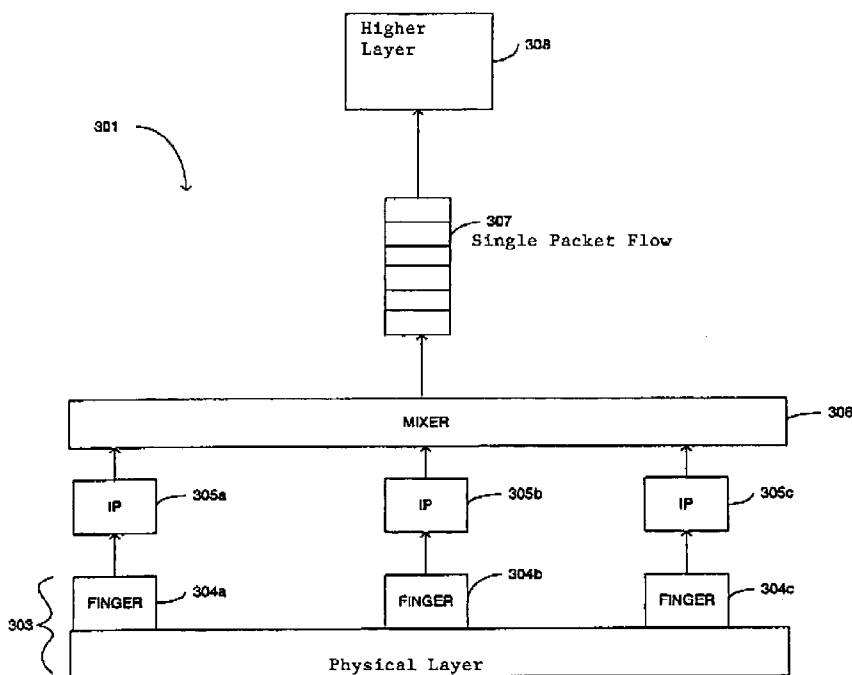 Higher
Layer
308
301
307
Single Packet Flow
MIXER
306
IP
305a
IP
305b
IP
305c
FINGER
304a
FINGER
304b
FINGER
304c
303
Physical Layer